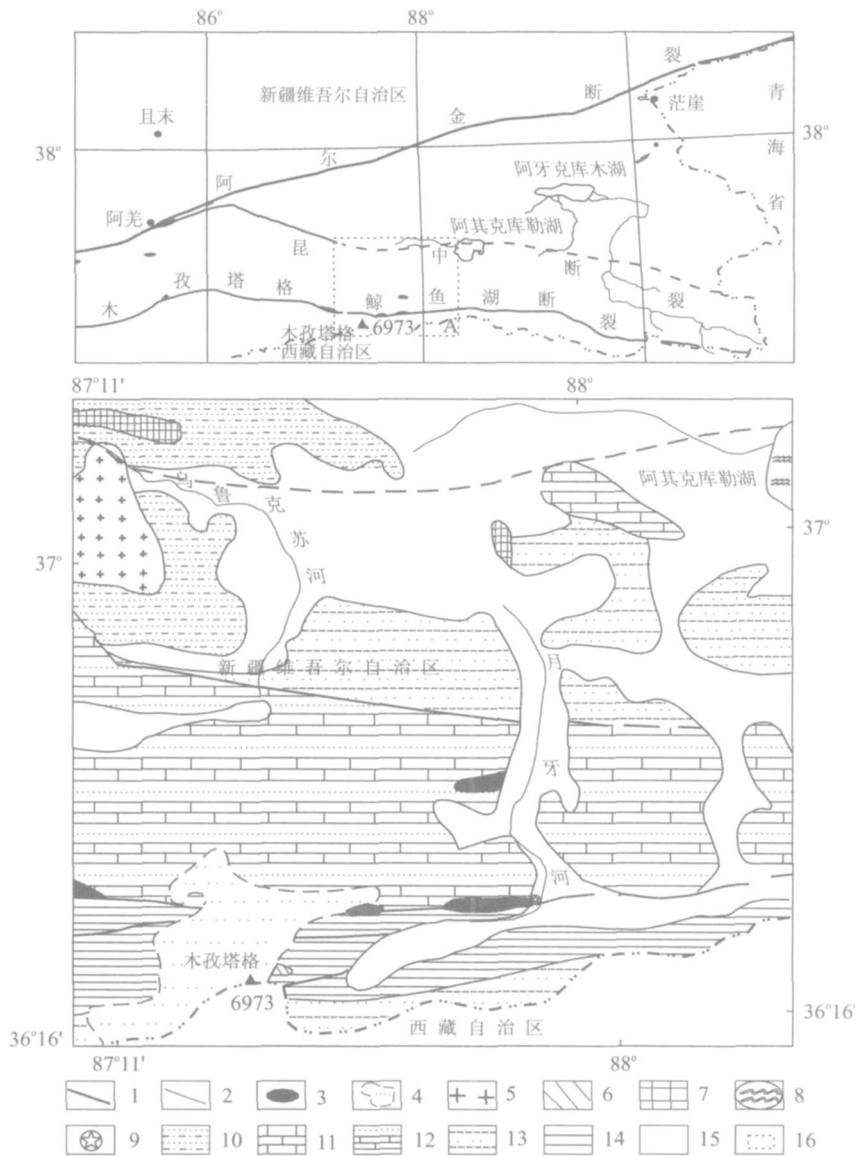 86° 88°
新疆维吾尔自治区
且末
阿尔金断裂
茫崖
青海省
38° 38°
阿牙克库木湖
阿羌
阿其克库勒湖
昆中断裂
木孜塔格鲸鱼湖断裂
木孜塔格 6973 A
西藏自治区
87°11' 88°
乌鲁克苏河
阿其克库勒湖
37° 37°
新疆维吾尔自治区
月牙河
木孜塔格
6973
西藏自治区
36°16' 36°16'
87°11' 88°
1 2 3 4 5 6 7 8
9 10 11 12 13 14 15 16